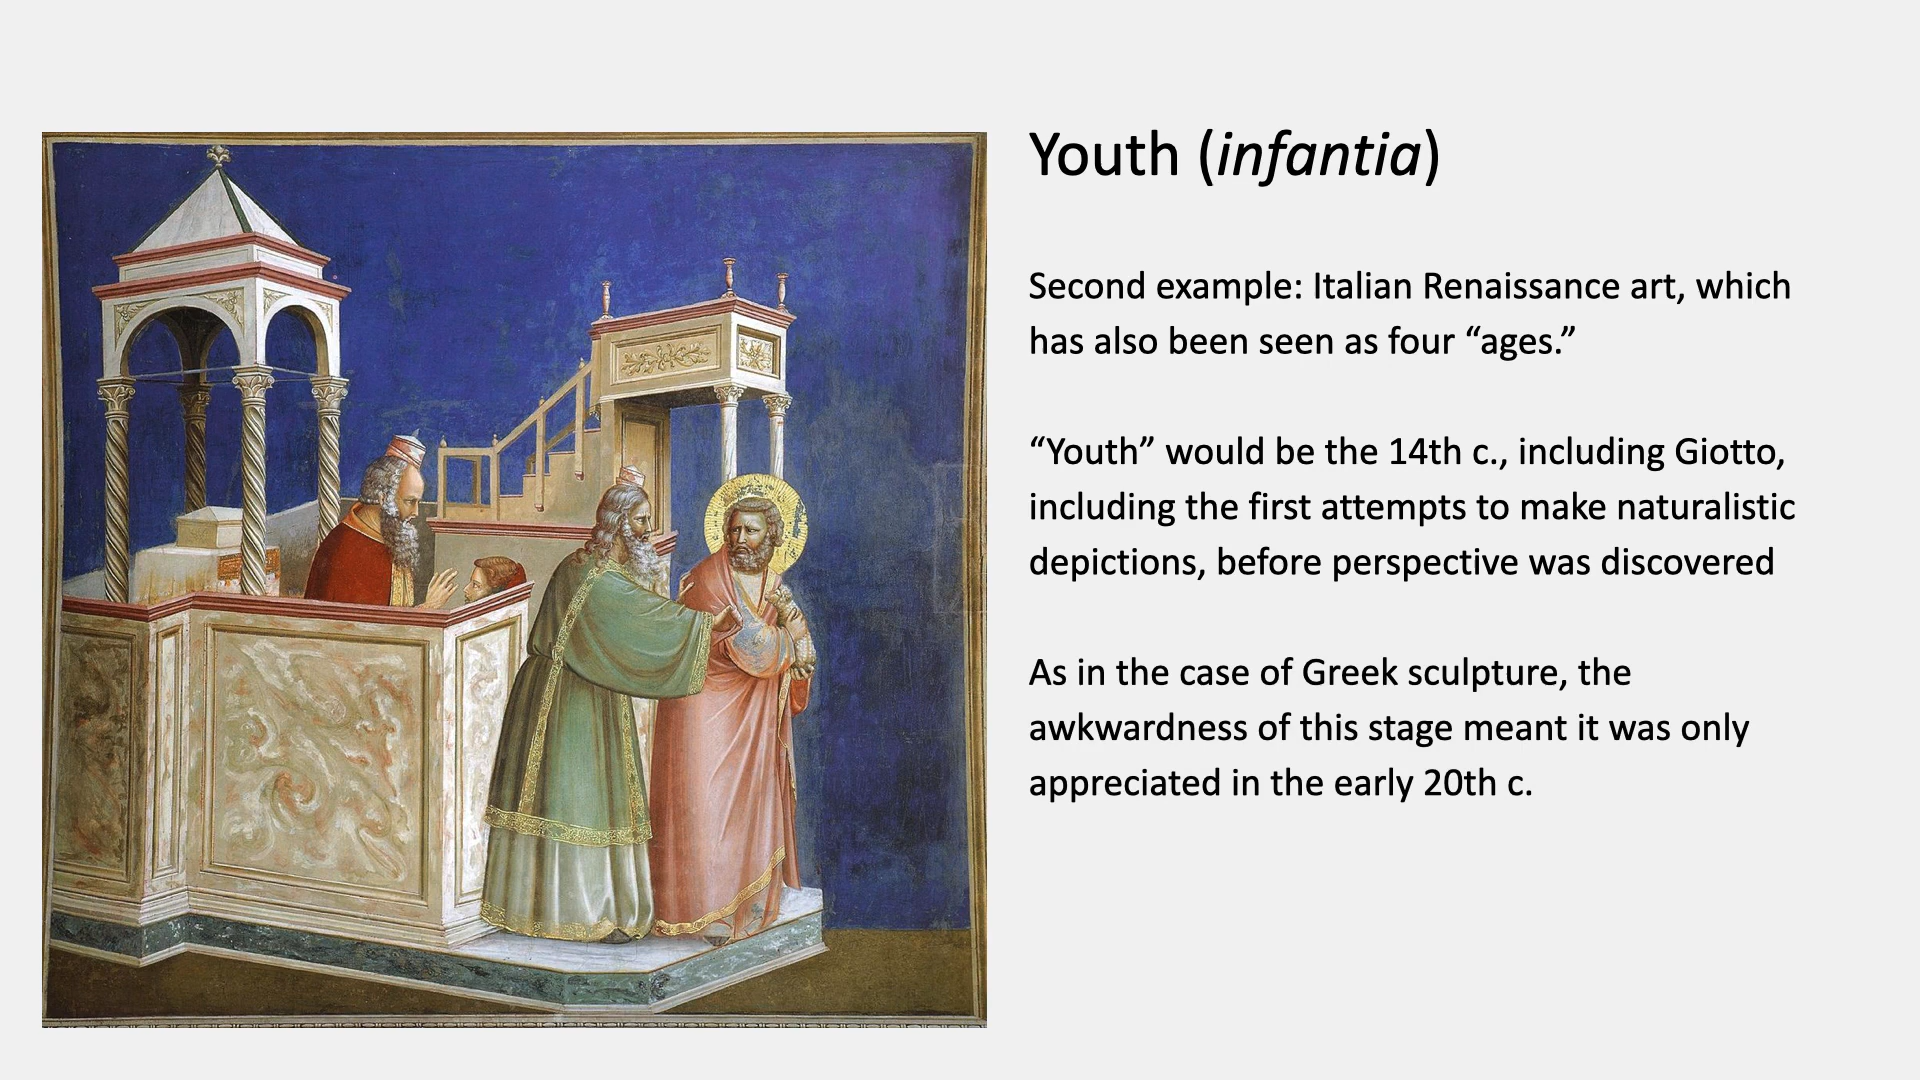 Youth (infantia)
Second example: Italian Renaissance art, which
has also been seen as four “ages.”
“Youth” would be the 14th c., including Giotto,
including the first attempts to make naturalistic
depictions, before perspective was discovered
As in the case of Greek sculpture, the
awkwardness of this stage meant it was only
appreciated in the early 20th c.